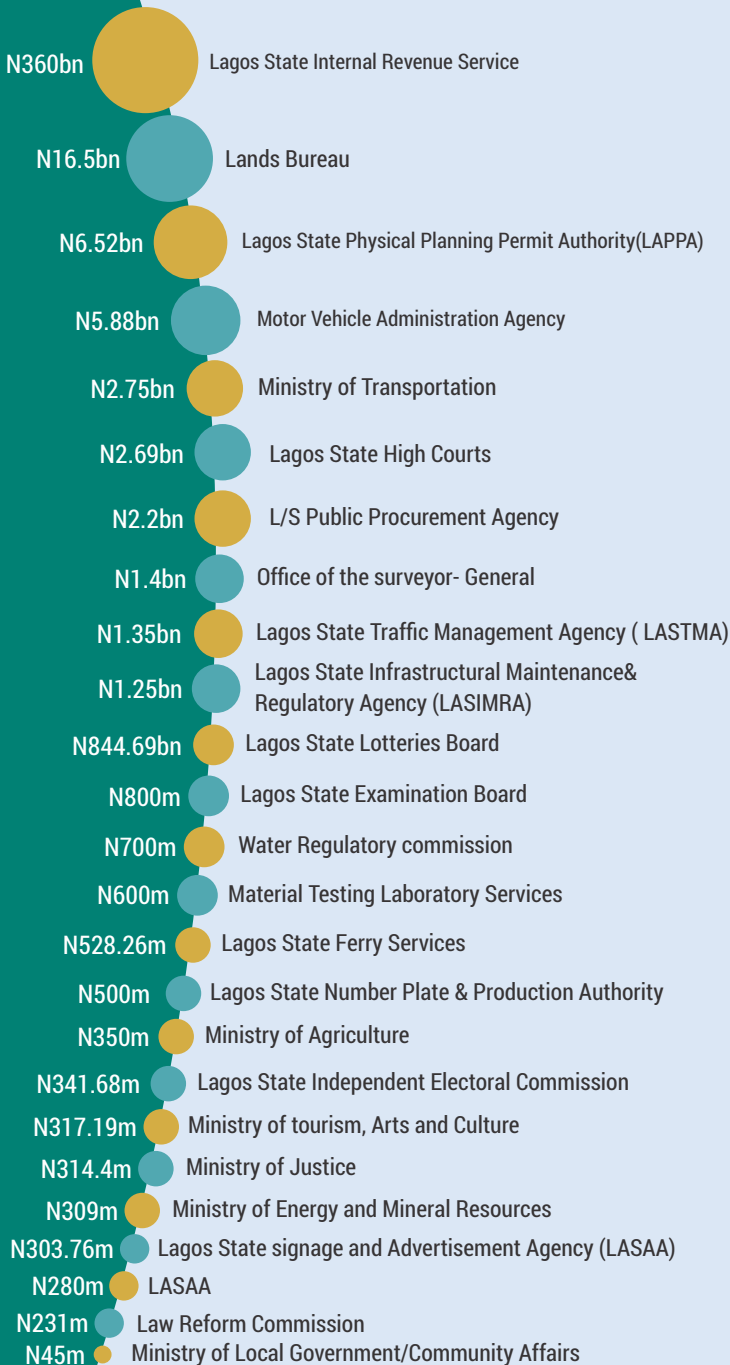 N360bn Lagos State Internal Revenue Service
N16.5bn Lands Bureau
N6.52bn Lagos State Physical Planning Permit Authority(LAPPA)
N5.88bn Motor Vehicle Administration Agency
N2.75bn Ministry of Transportation
N2.69bn Lagos State High Courts
N2.2bn L/S Public Procurement Agency
N1.4bn Office of the surveyor- General
N1.35bn Lagos State Traffic Management Agency ( LASTMA)
N1.25bn Lagos State Infrastructural Maintenance&
Regulatory Agency (LASIMRA)
N844.69bn Lagos State Lotteries Board
N800m Lagos State Examination Board
N700m Water Regulatory commission
N600m Material Testing Laboratory Services
N528.26m Lagos State Ferry Services
N500m Lagos State Number Plate & Production Authority
N350m Ministry of Agriculture
N341.68m Lagos State Independent Electoral Commission
N317.19m Ministry of tourism, Arts and Culture
N314.4m Ministry of Justice
N309m Ministry of Energy and Mineral Resources
N303.76m Lagos State signage and Advertisement Agency (LASAA)
N280m LASAA
N231m Law Reform Commission
N45m Ministry of Local Government/Community Affairs